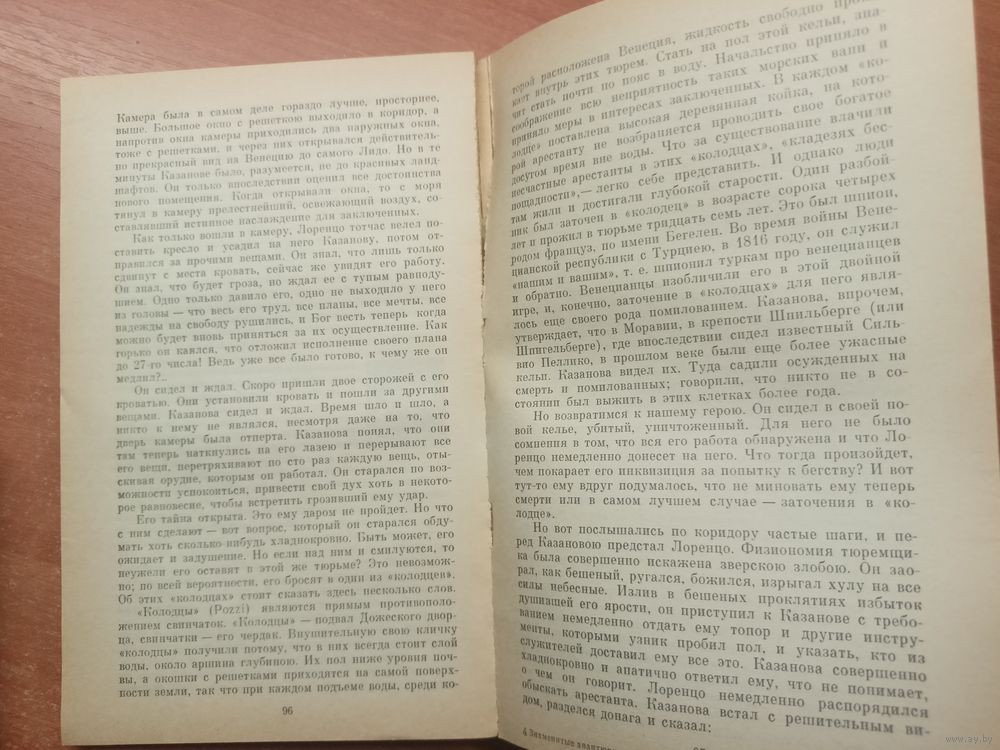 Камера была в самом деле гораздо лучше, просторнее,
выше. Большое окно с решеткою выходило в коридор, а
напротив окна камеры приходились два наружных окна,
тоже с решетками, и через них открывался действитель-
но прекрасный вид на Венецию до самого Лидо. Но в те
минуты Казанове было, разумеется, не до красивых ланд-
шафтов. Он только впоследствии оценил все достоинства
нового помещения. Когда открывали окна, то с моря
тянул в камеру прелестнейший, освежающий воздух, со-
ставлявший истинное наслаждение для заключенных.
Как только вошли в камеру, Лоренцо тотчас велел по-
ставить кресло и усадил на него Казанову, потом от-
правился за прочими вещами. Он знал, что лишь только
сдвинут с места кровать, сейчас же увидят его работу.
Он знал, что будет гроза, но ждал ее с тупым равноду-
шием. Одно только давило его, одно не выходило у него
из головы — что весь его труд, все планы, все мечты, все
надежды на свободу рушились, и Бог весть теперь когда
можно будет вновь приняться за их осуществление. Как
горько он каялся, что отложил исполнение своего плана
до 27-го числа! Ведь уже все было готово, к чему же он
медлил?..
Он сидел и ждал. Скоро пришли двое сторожей с его
кроватью. Они установили кровать и пошли за другими
вещами. Казанова сидел и ждал. Время шло и шло, а
никто к нему не являлся, несмотря даже на то, что
дверь камеры была отперта. Казанова понял, что они
там теперь наткнулись на его лазею и перерывают все
его вещи, перетряхивают по сто раз каждую вещь, оты-
скивая орудие, которым он работал. Он старался по воз-
можности успокоиться, привести свой дух хоть в некото-
рое равновесие, чтобы встретить грозивший ему удар.
Его тайна открыта. Это ему даром не пройдет. Но что
с ним сделают — вот вопрос, который он старался обду-
мать хоть сколько-нибудь хладнокровно. Быть может, его
ожидает и задушение. Но если над ним и смилуются, то
неужели его оставят в этой же тюрьме? Это невозмож-
но; по всей вероятности, его бросят в один из «колодцев».
Об этих «колодцах» стоит сказать здесь несколько слов.
«Колодцы» (Pozzi) являются прямым противополо-
жением свинчаток. «Колодцы» — подвал Дожеского двор-
ца, свинчатки — его чердак. Внушительную свою кличку
«колодцы» получили потому, что в них всегда стоит слой
воды, около аршина глубиною. Их пол ниже уровня поч-
вы, а окошки с решетками приходятся на самой поверх-
ности земли, так что при каждом подъеме воды, среди ко-
96
торой расположена Венеция, жидкость свободно
кает внутрь этих тюрем. Стать на пол этой кельи, зна-
чит стать почти по пояс в воду. Начальство приняло в
соображение всю неприятность таких морских ванн и
приняло меры в интересах заключенных. В каждом «ко-
лодце» поставлена высокая деревянная койка, на кото-
рой арестанту не возбраняется проводить свое богатое
досугом время вне воды. Что за существование влачили
несчастные арестанты в этих «колодцах», «кладезях бес-
пощадности»,— легко себе представить. И однако люди
там жили и достигали глубокой старости. Один разбой-
ник был заточен в «колодец» в возрасте сорока четырех
лет и прожил в тюрьме тридцать семь лет. Это был шпион,
родом француз, по имени Бегелен. Во время войны Вене-
цианской республики с Турциею, в 1816 году, он служил
«нашим и вашим», т. е. шпионил туркам про венецианцев
и обратно. Венецианцы изобличили его в этой двойной
игре, и, конечно, заточение в «колодцах» для него явля-
лось еще своего рода помилованием. Казанова, впрочем,
утверждает, что в Моравии, в крепости Шпильберге (или
Шпигельберге), где впоследствии сидел известный Силь-
вио Пеллико, в прошлом веке были еще более ужасные
кельи. Казанова видел их. Туда садили осужденных на
смерть и помилованных; говорили, что никто не в со-
стоянии был выжить в этих клетках более года.
Но возвратимся к нашему герою. Он сидел в своей но-
вой келье, убитый, уничтоженный. Для него не было
сомнения в том, что вся его работа обнаружена и что Ло-
ренцо немедленно донесет на него. Что тогда произойдет,
чем покарает его инквизиция за попытку к бегству? И вот
тут-то ему вдруг подумалось, что не миновать ему теперь
смерти или в самом лучшем случае — заточения в «ко-
лодце».
Но вот послышались по коридору частые шаги, и пе-
ред Казановою предстал Лоренцо. Физиономия тюремщи-
ка была совершенно искажена зверскою злобою. Он зао-
рал, как бешеный, ругался, божился, изрыгал хулу на все
силы небесные. Излив в бешеных проклятиях избыток
душившей его ярости, он приступил к Казанове с требо-
ванием немедленно отдать ему топор и другие инстру-
менты, которыми узник пробил пол, и указать, кто из
служителей доставил ему все это. Казанова совершенно
хладнокровно и апатично ответил ему, что не понимает,
о чем он говорит. Лоренцо немедленно распорядился
обыскать арестанта. Казанова встал с решительным ви-
дом, разделся донага и сказал:
4 Знаменитые
ay.by